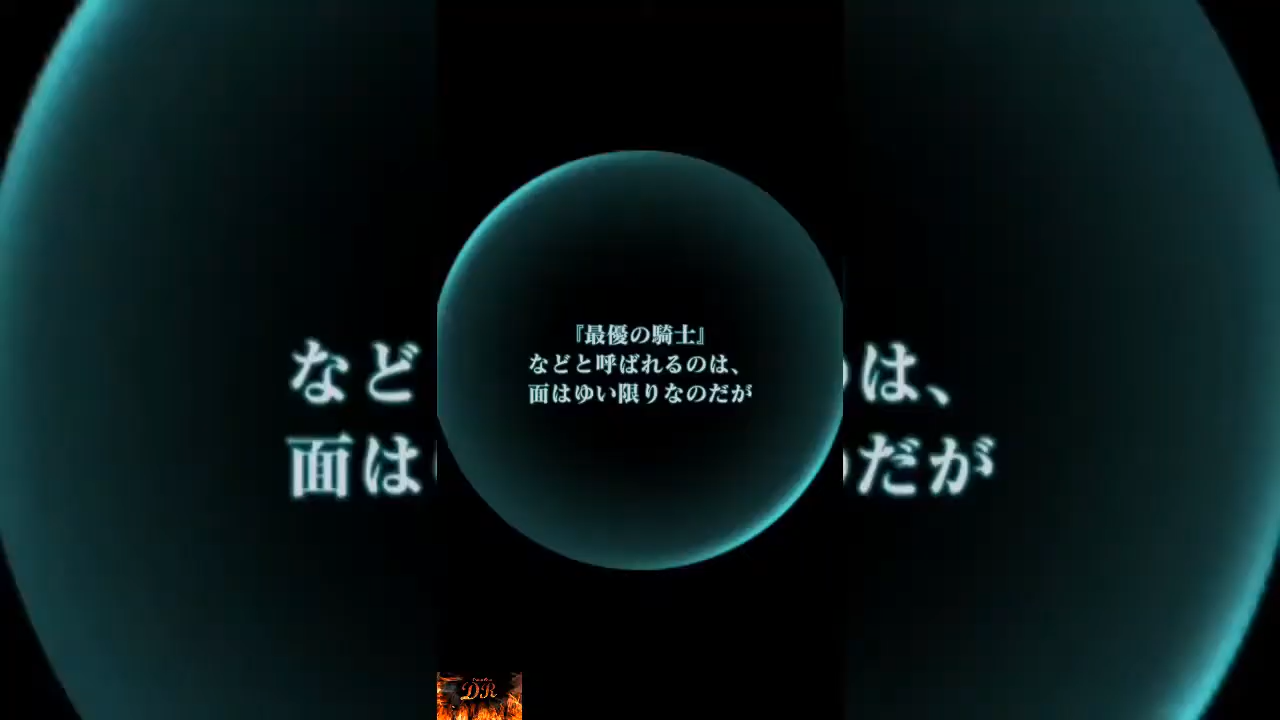 『最優の騎士』
などと呼ばれるのは、
面はゆい限りなのだが
など
は、
面は
だが
DR